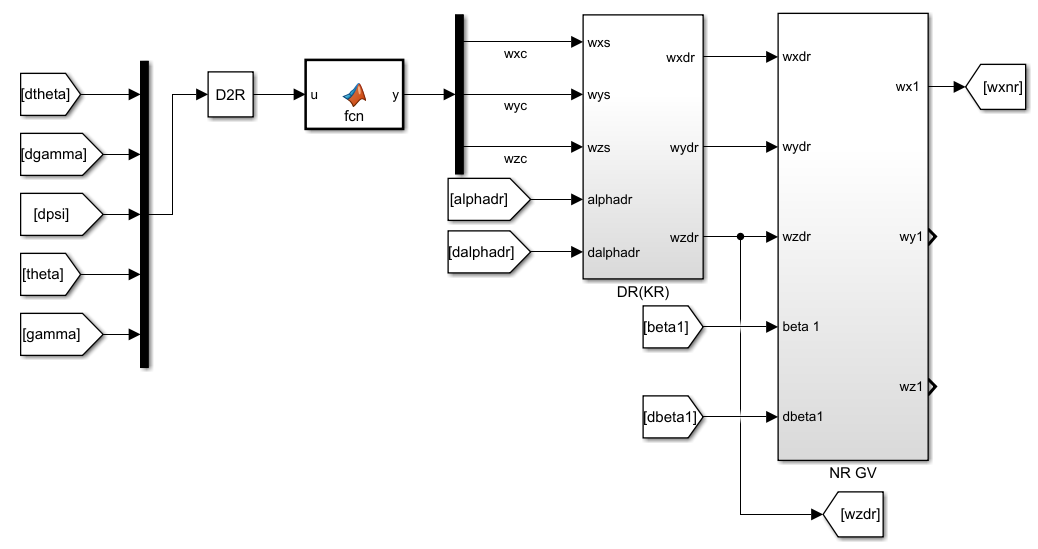 [dtheta]
[dgamma]
[dpsi]
[theta]
[gamma]
D2R
u
y
fcn
wxc
wyc
wzc
[alphadr]
[dalphadr]
wxs
wys
wzs
alphadr
dalphadr
wxdr
wydr
wzdr
DR(KR)
[beta1]
[dbeta1]
wxdr
wydr
wzdr
beta 1
dbeta1
wx1
wy1
wz1
NR GV
[wxnr]
[wzdr]